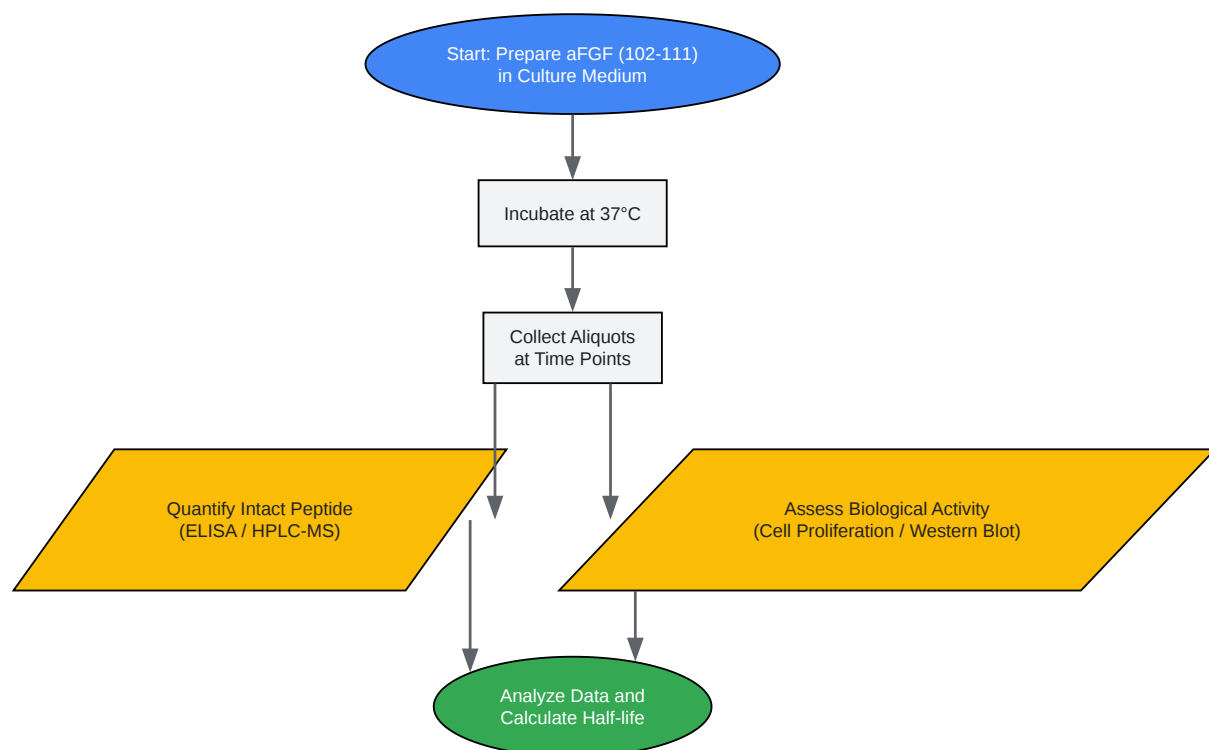 Start: Prepare aFGF (102-111)
in Culture Medium
Incubate at 37°C
Collect Aliquots
at Time Points
Quantify Intact Peptide
(ELISA / HPLC-MS)
Assess Biological Activity
(Cell Proliferation / Western Blot)
Analyze Data and
Calculate Half-life